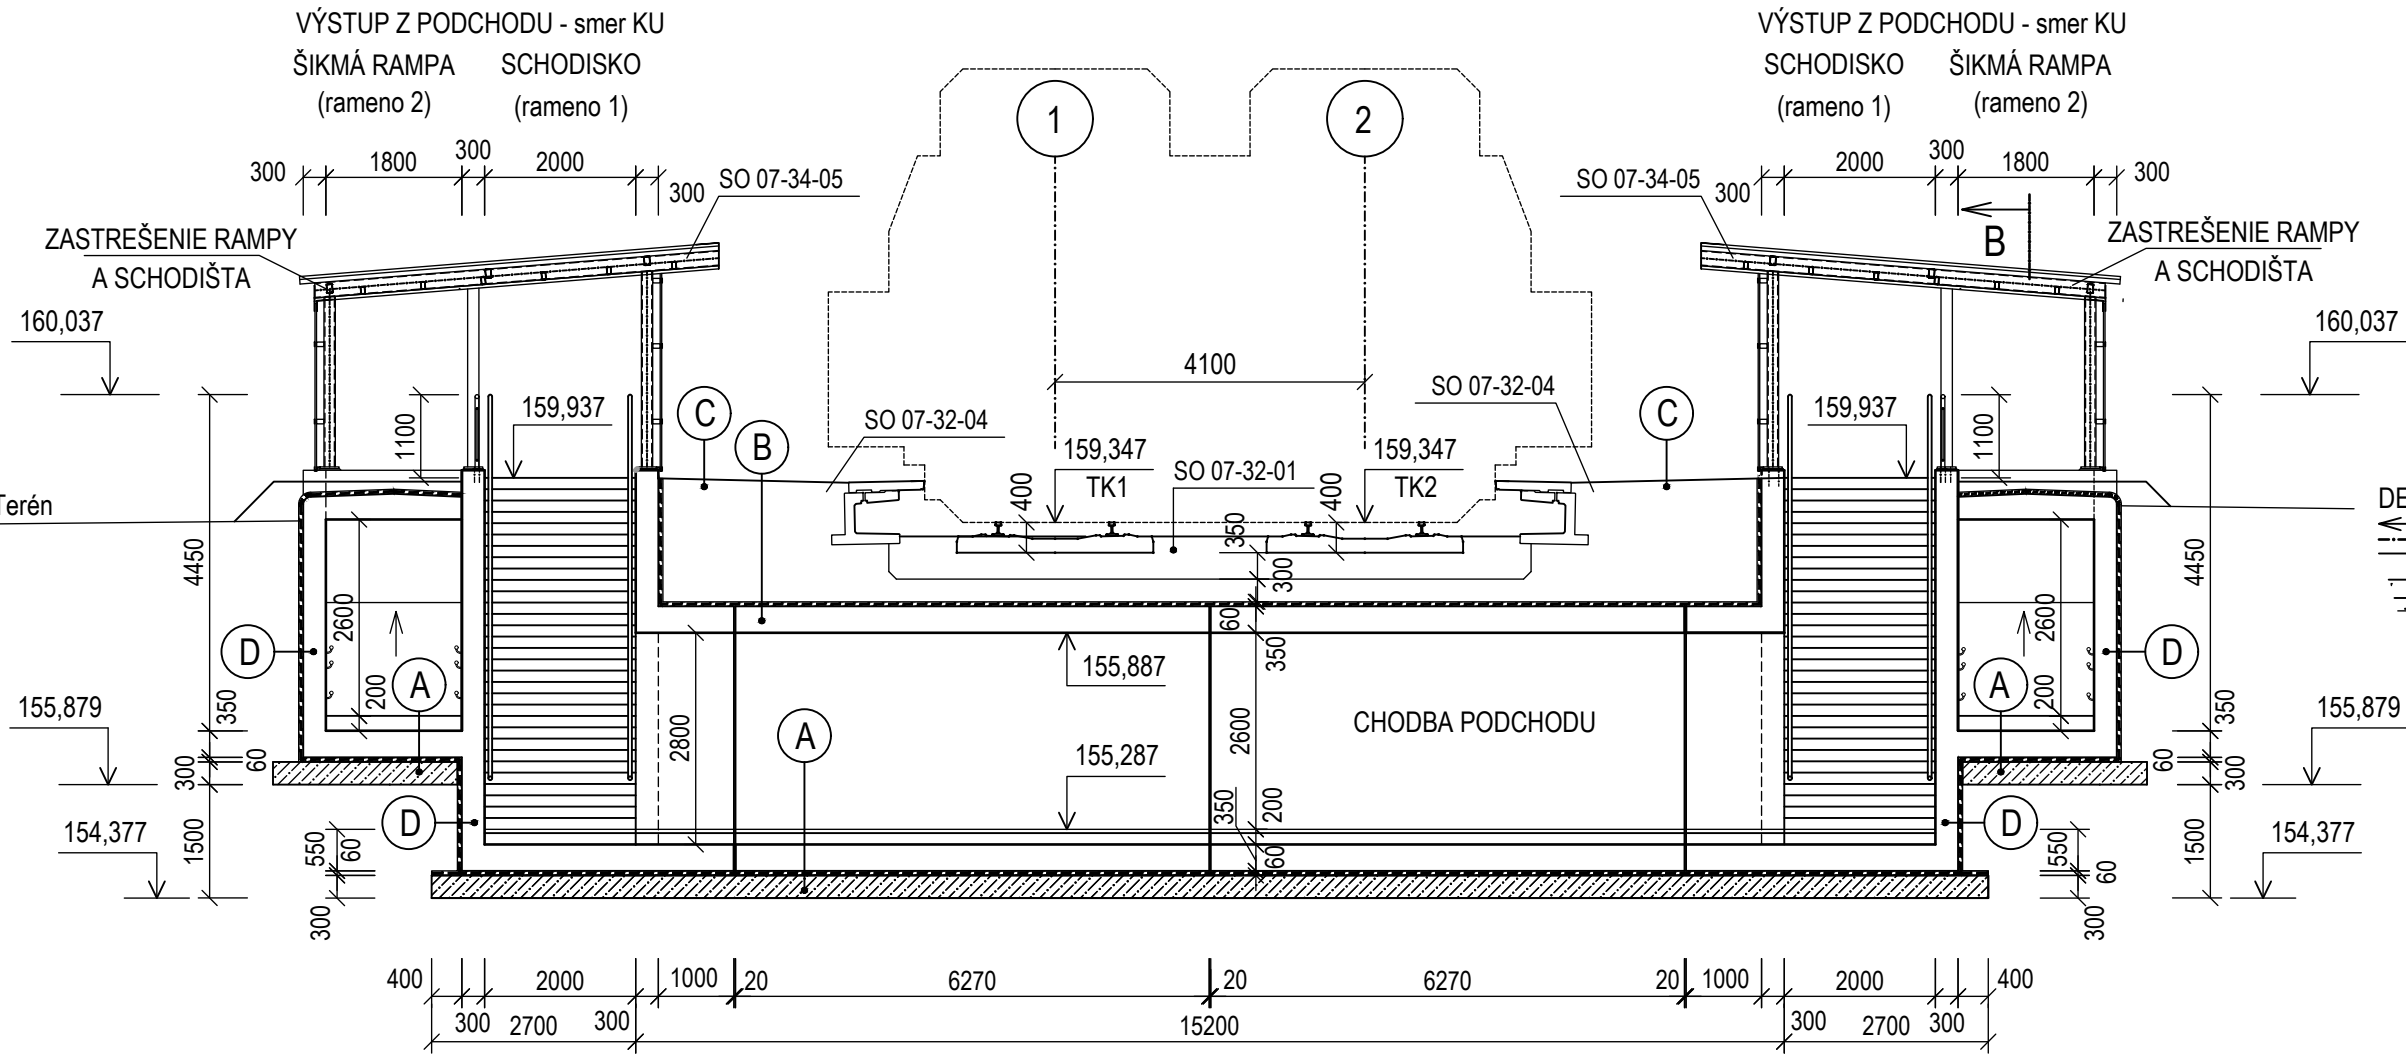 VÝSTUP Z PODCHODU - smer KU
ŠIKMÁ RAMPA
(rameno 2)
SCHODISKO
(rameno 1)
VÝSTUP Z PODCHODU - smer KU
SCHODISKO
(rameno 1)
ŠIKMÁ RAMPA
(rameno 2)
1
2
300
1800
300
2000
300
SO 07-34-05
SO 07-34-05
300
2000
300
1800
300
B
ZASTREŠENIE RAMPY
A SCHODIŠTA
ZASTREŠENIE RAMPY
A SCHODIŠTA
160,037
160,037
4100
1100
159,937
C
B
SO 07-32-04
SO 07-32-04
C
159,937
1100
159,347
TK1
SO 07-32-01
159,347
TK2
400
400
350
300
Terén
DE
4450
2600
200
350
D
A
60
350
155,887
2600
200
4450
350
D
A
155,879
155,879
2800
A
2600
CHODBA PODCHODU
155,287
300
60
60
300
154,377
154,377
1500
550
60
300
D
350
200
60
D
550
60
300
1500
400
2000
1000
20
6270
20
6270
20
1000
2000
400
300
2700
300
15200
300
2700
300